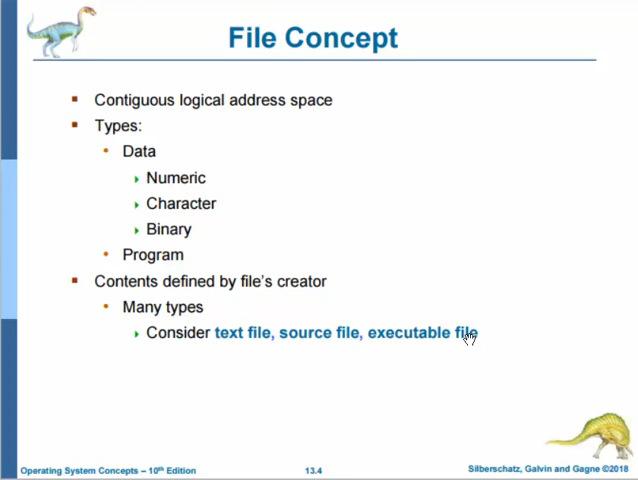 File Concept
Contiguous logical address space
Types:
Data
Numeric
Character
Binary
Program
Contents defined by file's creator
Many types
Consider text file, source file, executable file
Operating System Concepts – 10th Edition
13.4
Silberschatz, Galvin and Gagne ©2018